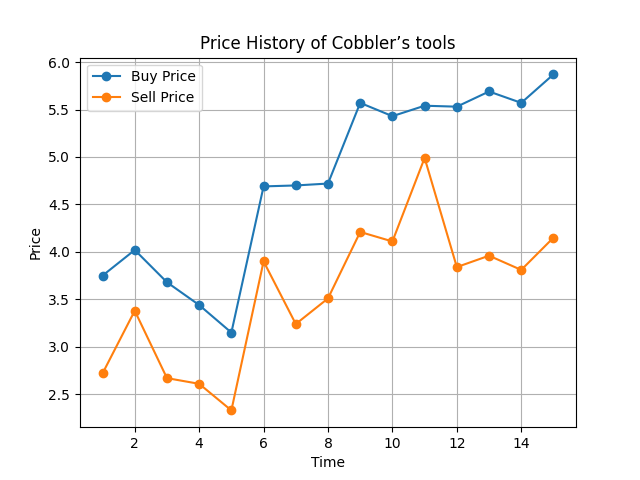 Price History of Cobbler’s tools
Buy Price
Sell Price
6.0
5.5
5.0
4.5
4.0
3.5
3.0
2.5
Price
2 4 6 8 10 12 14
Time